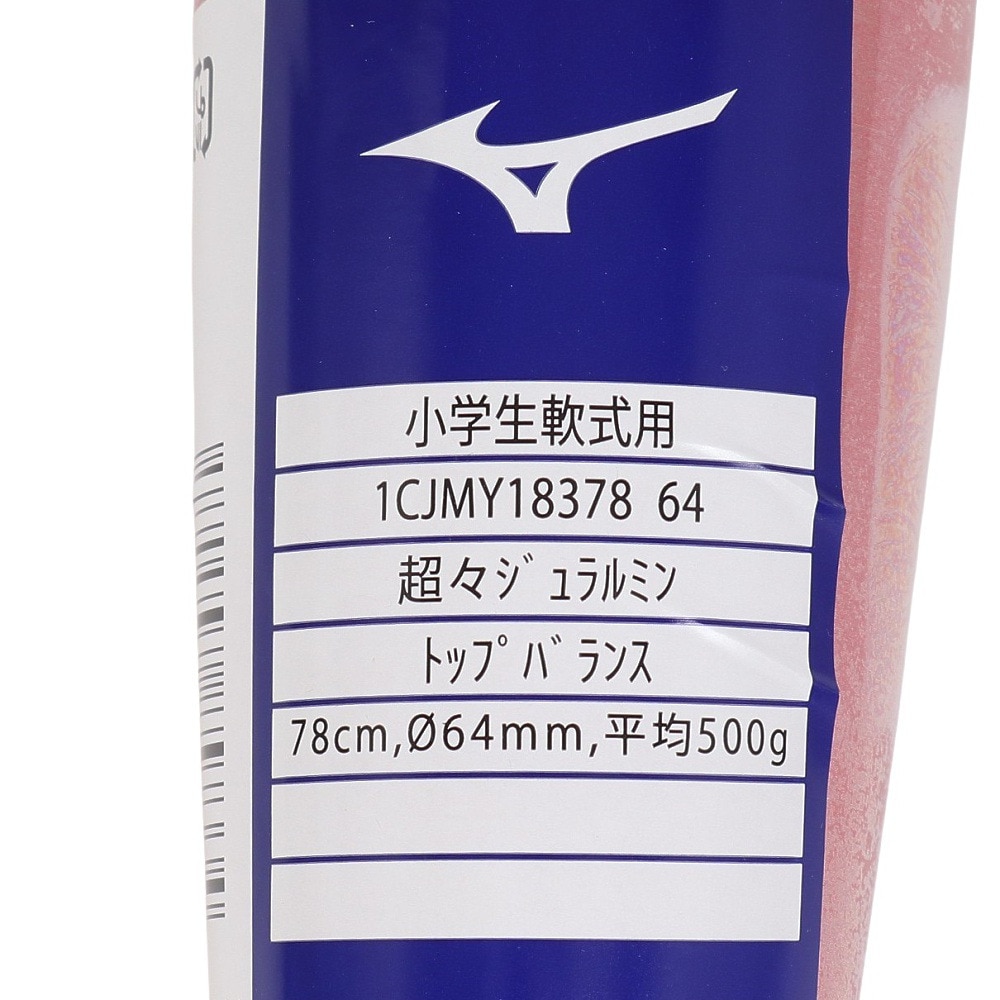 小学生軟式用
1CJMY18378 64
超々ｼﾞｭﾗﾙﾐﾝ
ﾄｯﾌﾟﾊﾞﾗﾝｽ
78cm,Ø64mm,平均500g